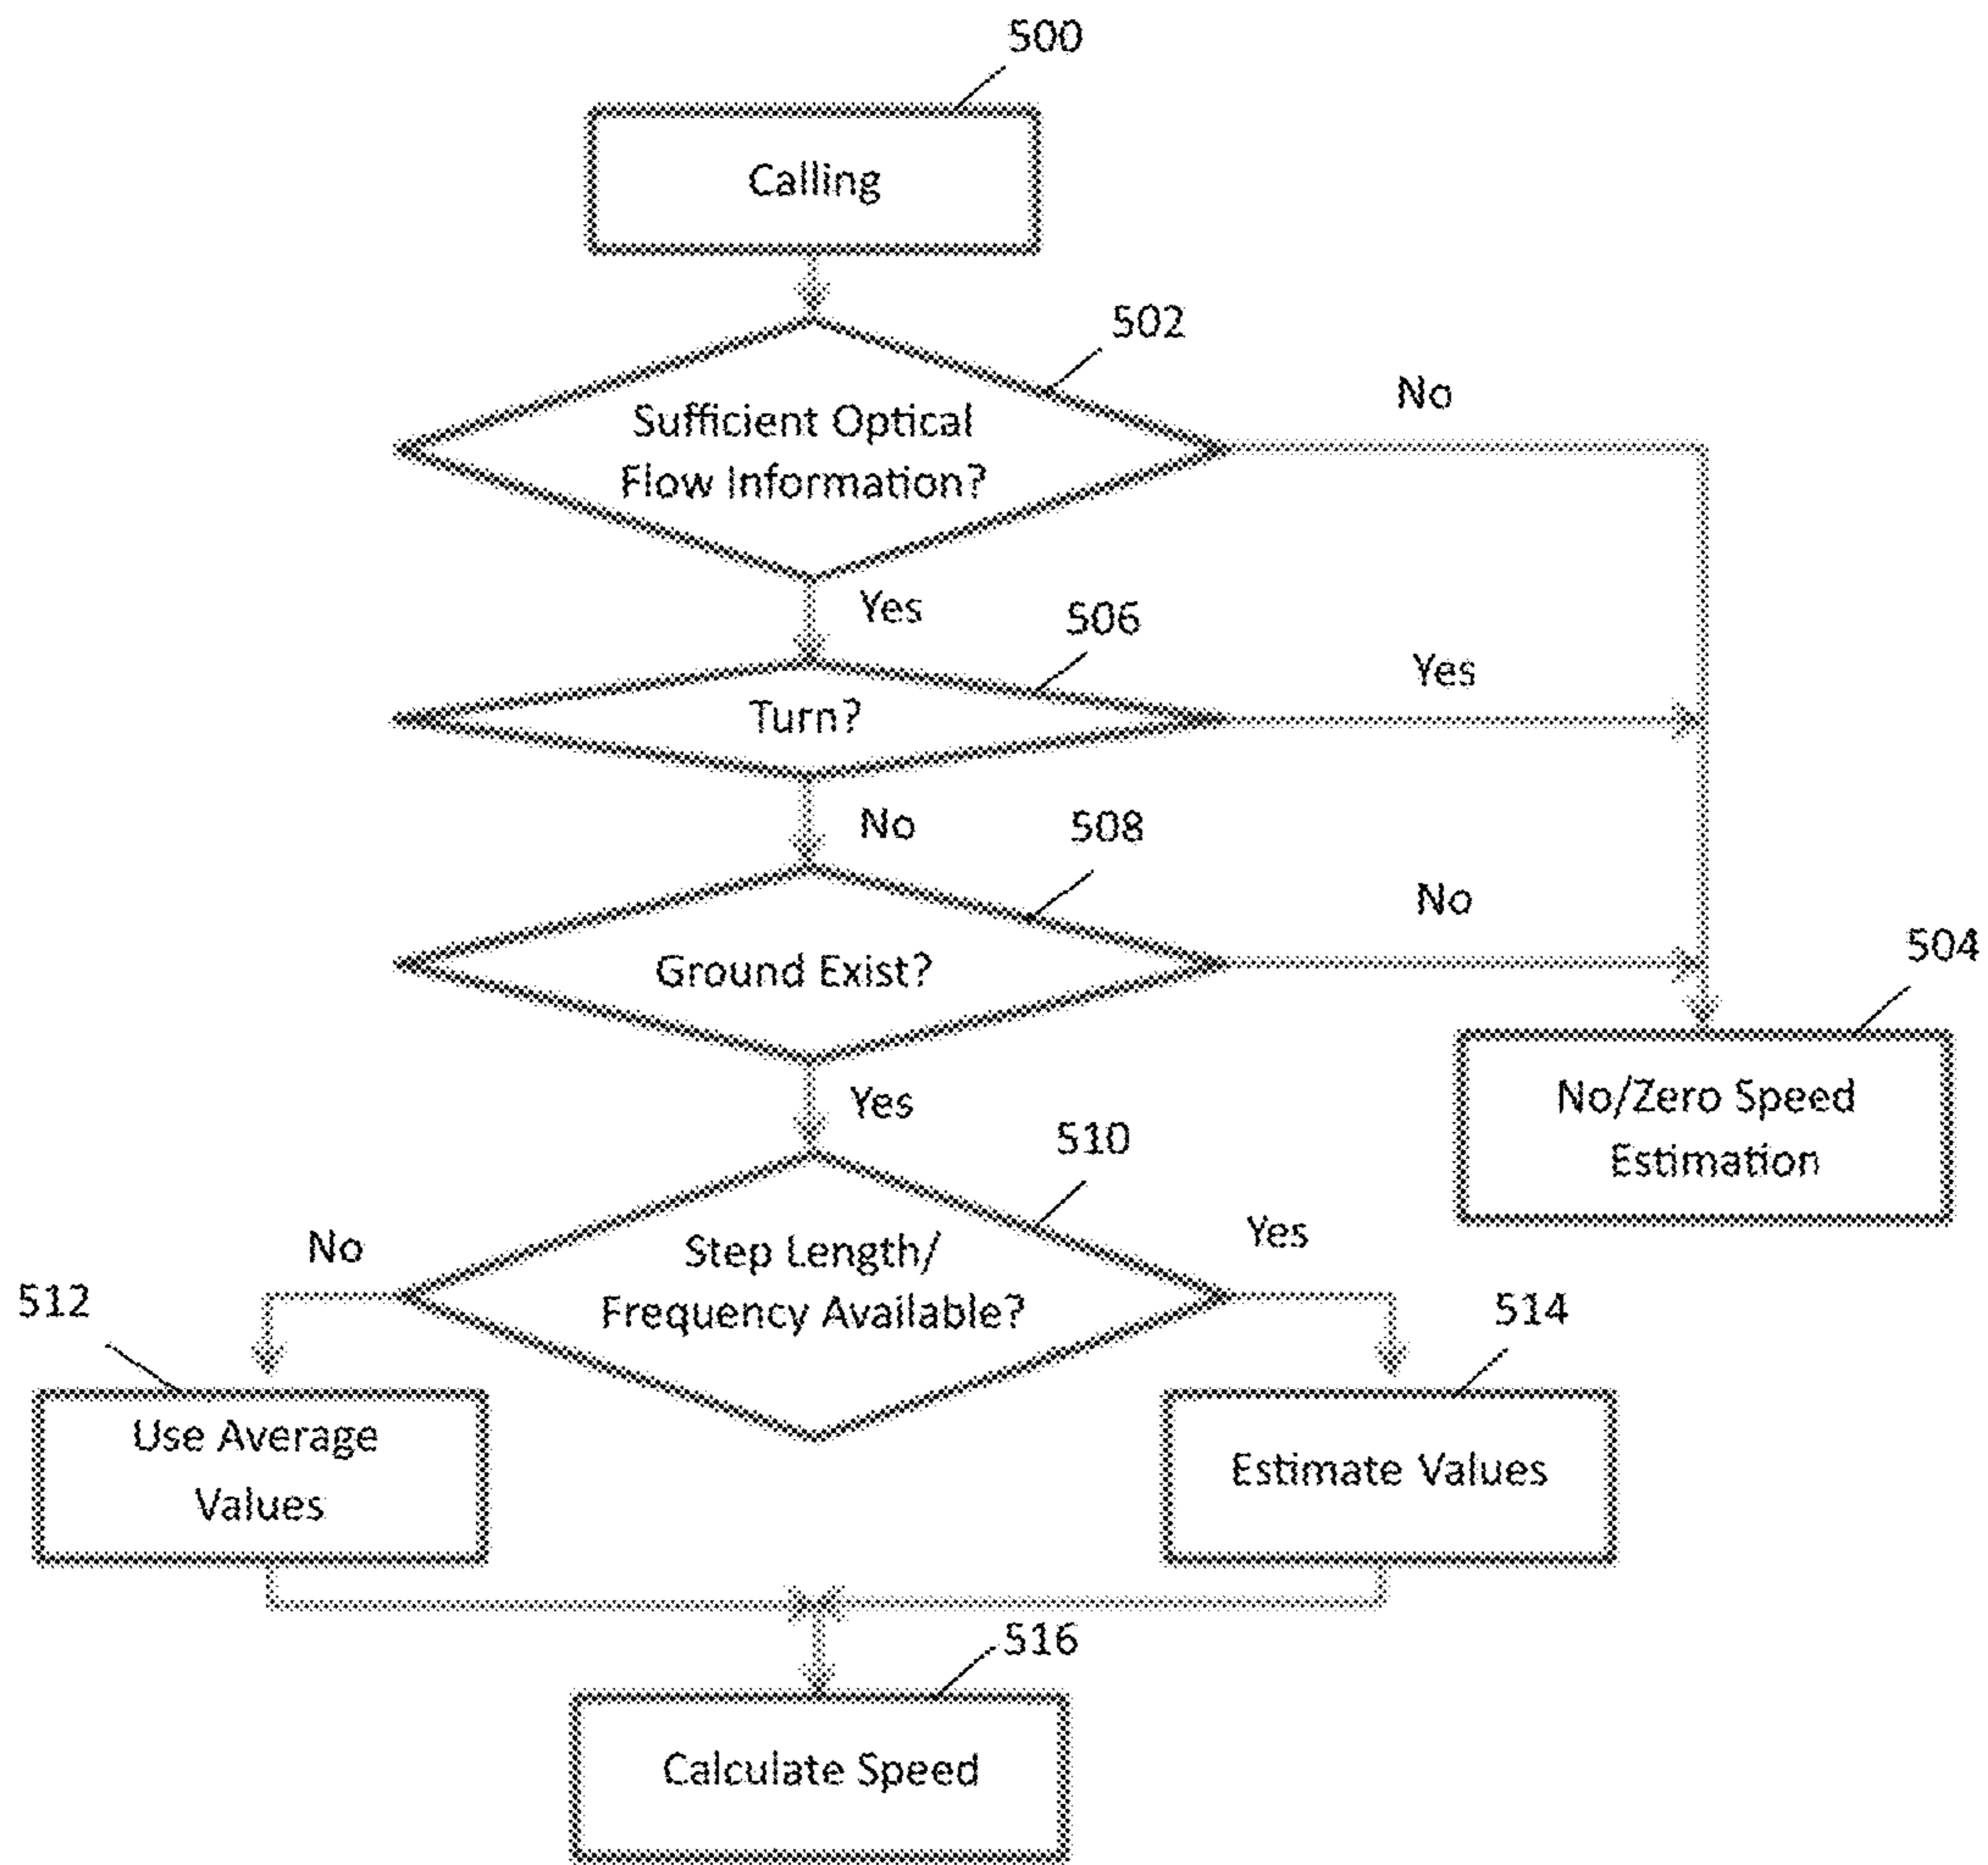 500
Calling
502
Sufficient Optical
Flow Information?
No
Yes
506
Turn?
Yes
No
508
Ground Exist?
No
504
No/Zero Speed
Estimation
Yes
510
Step Length/
Frequency Available?
No
Yes
512
Use Average
Values
514
Estimate Values
516
Calculate Speed